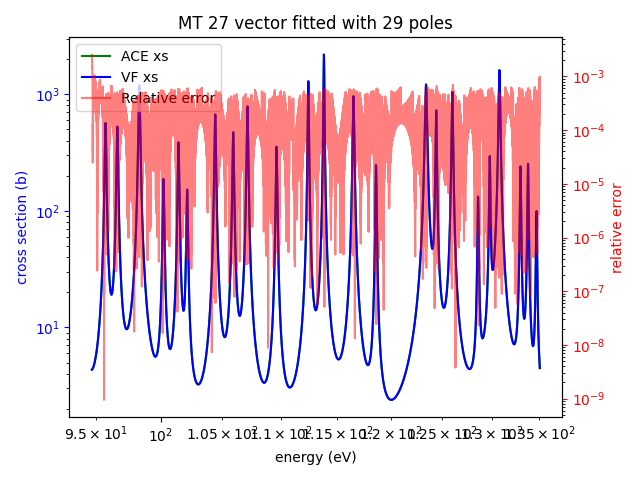 MT 27 vector fitted with 29 poles
ACE xs
VF xs
Relative error
cross section (b)
10³
10²
10¹
relative error
10⁻³
10⁻⁴
10⁻⁵
10⁻⁶
10⁻⁷
10⁻⁸
10⁻⁹
9.5 × 10¹ 10² 1.05 × 10² 1.1 × 10² 1.15 × 10² 1.2 × 10² 1.25 × 10² 1.3 × 10² 1.35 × 10²
energy (eV)